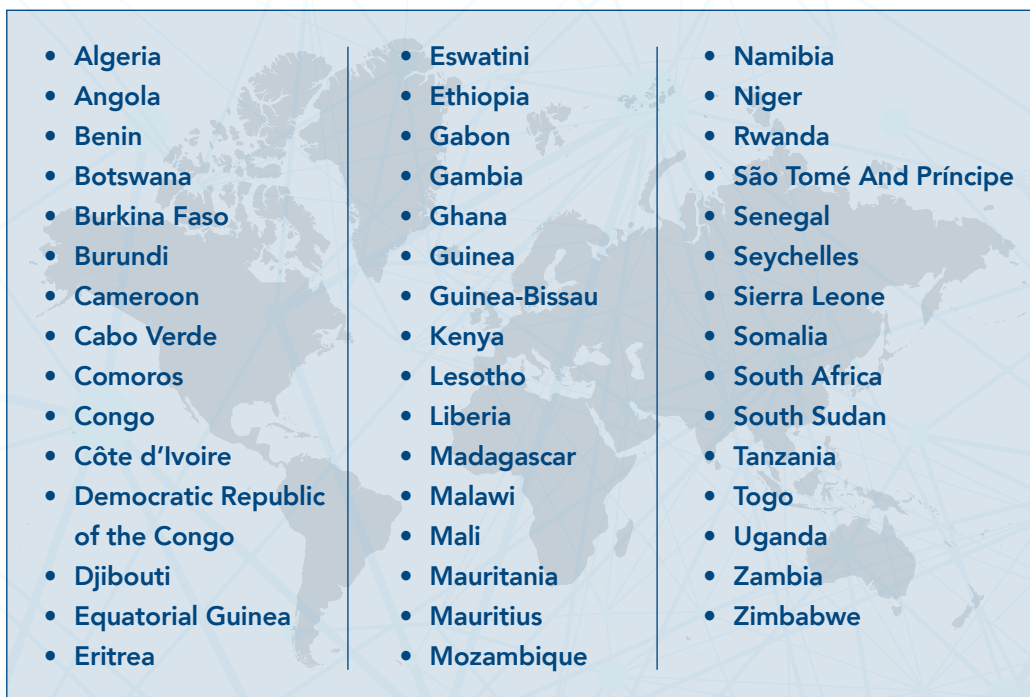 • Algeria
• Angola
• Benin
• Botswana
• Burkina Faso
• Burundi
• Cameroon
• Cabo Verde
• Comoros
• Congo
• Côte d’Ivoire
• Democratic Republic
of the Congo
• Djibouti
• Equatorial Guinea
• Eritrea
• Eswatini
• Ethiopia
• Gabon
• Gambia
• Ghana
• Guinea
• Guinea-Bissau
• Kenya
• Lesotho
• Liberia
• Madagascar
• Malawi
• Mali
• Mauritania
• Mauritius
• Mozambique
• Namibia
• Niger
• Rwanda
• São Tomé And Príncipe
• Senegal
• Seychelles
• Sierra Leone
• Somalia
• South Africa
• South Sudan
• Tanzania
• Togo
• Uganda
• Zambia
• Zimbabwe